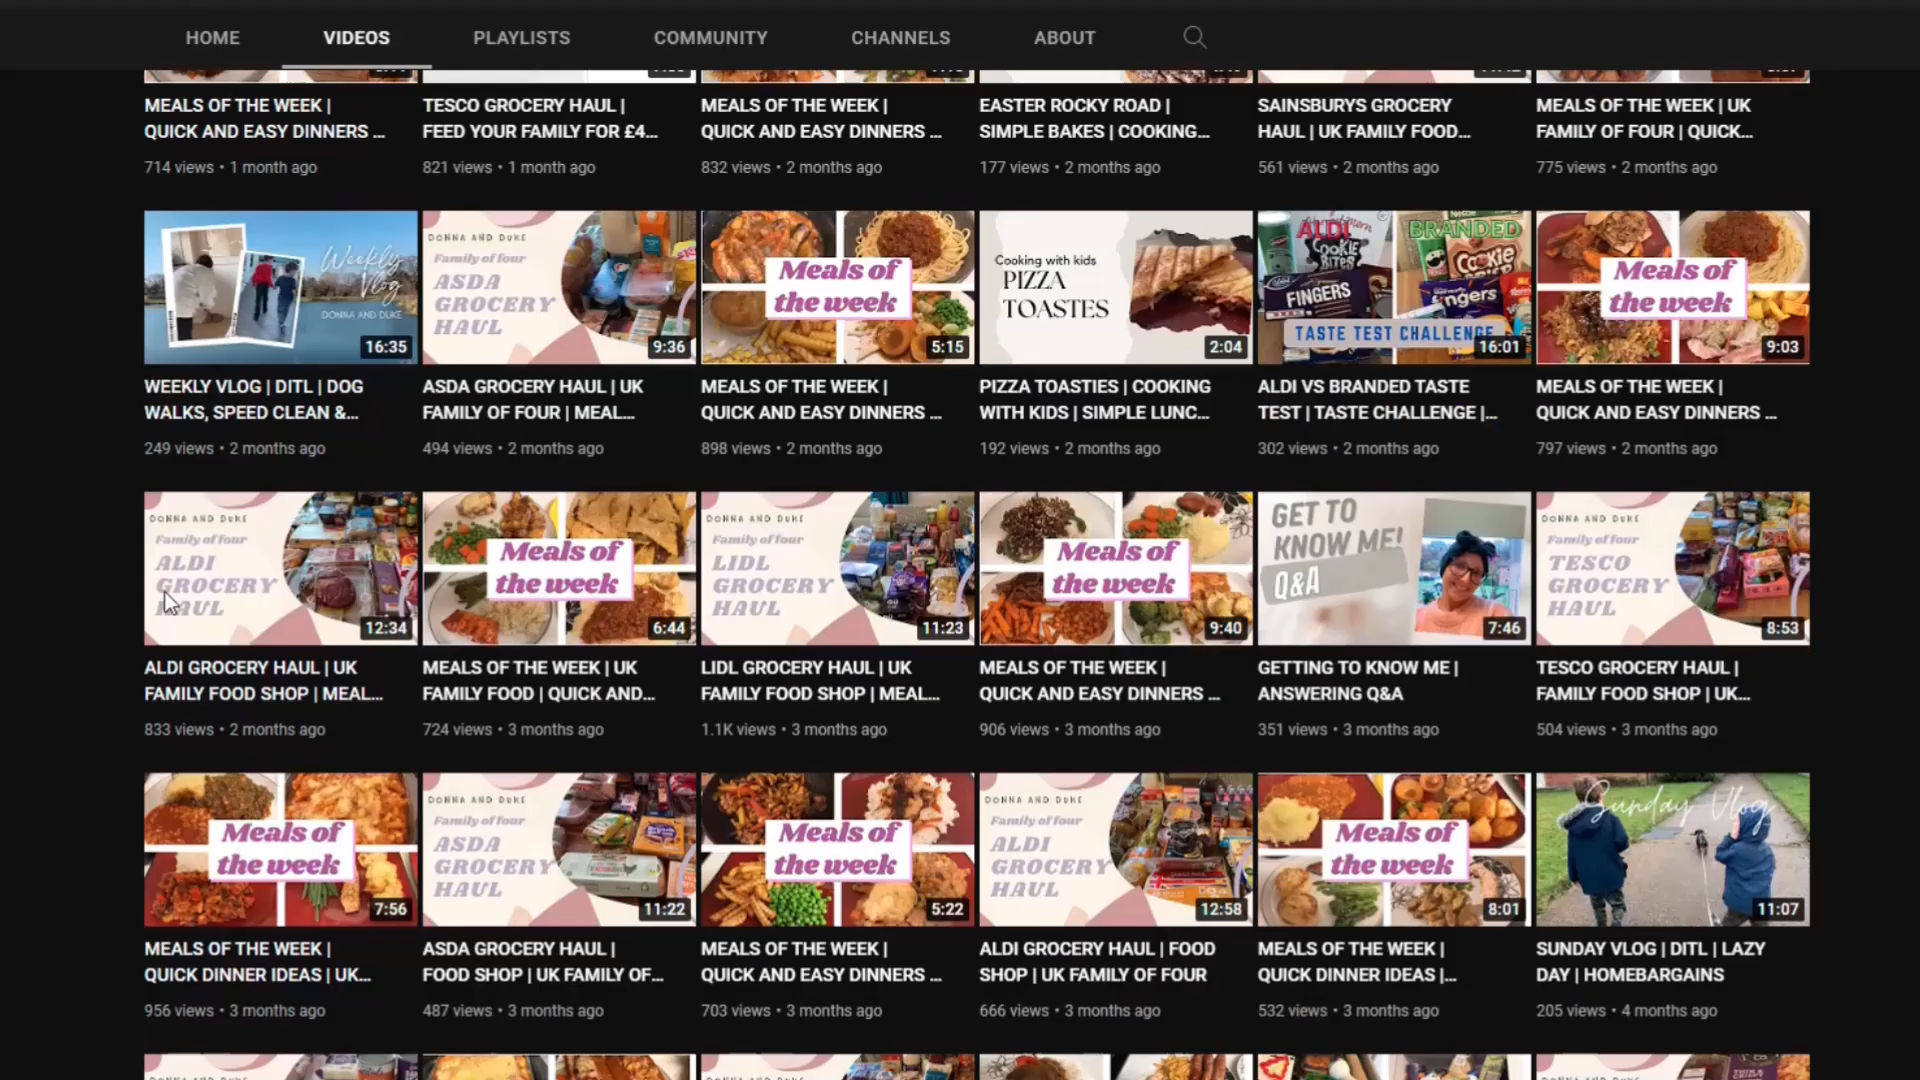 HOME VIDEOS PLAYLISTS COMMUNITY CHANNELS ABOUT
MEALS OF THE WEEK |
QUICK AND EASY DINNERS ...
714 views • 1 month ago
TESCO GROCERY HAUL |
FEED YOUR FAMILY FOR £4...
821 views • 1 month ago
MEALS OF THE WEEK |
QUICK AND EASY DINNERS ...
832 views • 2 months ago
EASTER ROCKY ROAD |
SIMPLE BAKES | COOKING...
177 views • 2 months ago
SAINSBURYS GROCERY
HAUL | UK FAMILY FOOD...
561 views • 2 months ago
MEALS OF THE WEEK | UK
FAMILY OF FOUR | QUICK...
775 views • 2 months ago
Weekly
Vlog
DONNA AND DUKE
16:35
WEEKLY VLOG | DITL | DOG
WALKS, SPEED CLEAN &...
249 views • 2 months ago
DONNA AND DUKE
Family of four
ASDA
GROCERY
HAUL
9:36
ASDA GROCERY HAUL | UK
FAMILY OF FOUR | MEAL...
494 views • 2 months ago
Meals of
the week
5:15
MEALS OF THE WEEK |
QUICK AND EASY DINNERS ...
898 views • 2 months ago
Cooking with kids
PIZZA
TOASTES
2:04
PIZZA TOASTIES | COOKING
WITH KIDS | SIMPLE LUNC...
192 views • 2 months ago
ALDI
BRANDED
COOKIE
BITES
Cookie
FINGERS
fingers
TASTE TEST CHALLENGE
16:01
ALDI VS BRANDED TASTE
TEST | TASTE CHALLENGE |...
302 views • 2 months ago
Meals of
the week
9:03
MEALS OF THE WEEK |
QUICK AND EASY DINNERS ...
797 views • 2 months ago
DONNA AND DUKE
Family of four
ALDI
GROCERY
HAUL
12:34
ALDI GROCERY HAUL | UK
FAMILY FOOD SHOP | MEAL...
833 views • 2 months ago
Meals of
the week
6:44
MEALS OF THE WEEK | UK
FAMILY FOOD | QUICK AND...
724 views • 3 months ago
DONNA AND DUKE
Family of four
LIDL
GROCERY
HAUL
11:23
LIDL GROCERY HAUL | UK
FAMILY FOOD SHOP | MEAL...
1.1K views • 3 months ago
Meals of
the week
9:40
MEALS OF THE WEEK |
QUICK AND EASY DINNERS ...
906 views • 3 months ago
GET TO
KNOW ME!
Q&A
7:46
GETTING TO KNOW ME |
ANSWERING Q&A
351 views • 3 months ago
DONNA AND DUKE
Family of four
TESCO
GROCERY
HAUL
8:53
TESCO GROCERY HAUL |
FAMILY FOOD SHOP | UK...
504 views • 3 months ago
Meals of
the week
7:56
MEALS OF THE WEEK |
QUICK DINNER IDEAS | UK...
956 views • 3 months ago
DONNA AND DUKE
Family of four
ASDA
GROCERY
HAUL
11:22
ASDA GROCERY HAUL |
FOOD SHOP | UK FAMILY OF...
487 views • 3 months ago
Meals of
the week
5:22
MEALS OF THE WEEK |
QUICK AND EASY DINNERS ...
703 views • 3 months ago
DONNA AND DUKE
Family of four
ALDI
GROCERY
HAUL
12:58
ALDI GROCERY HAUL | FOOD
SHOP | UK FAMILY OF FOUR
666 views • 3 months ago
Meals of
the week
8:01
MEALS OF THE WEEK |
QUICK DINNER IDEAS |...
532 views • 3 months ago
Sunday Vlog
11:07
SUNDAY VLOG | DITL | LAZY
DAY | HOMEBARGAINS
205 views • 4 months ago